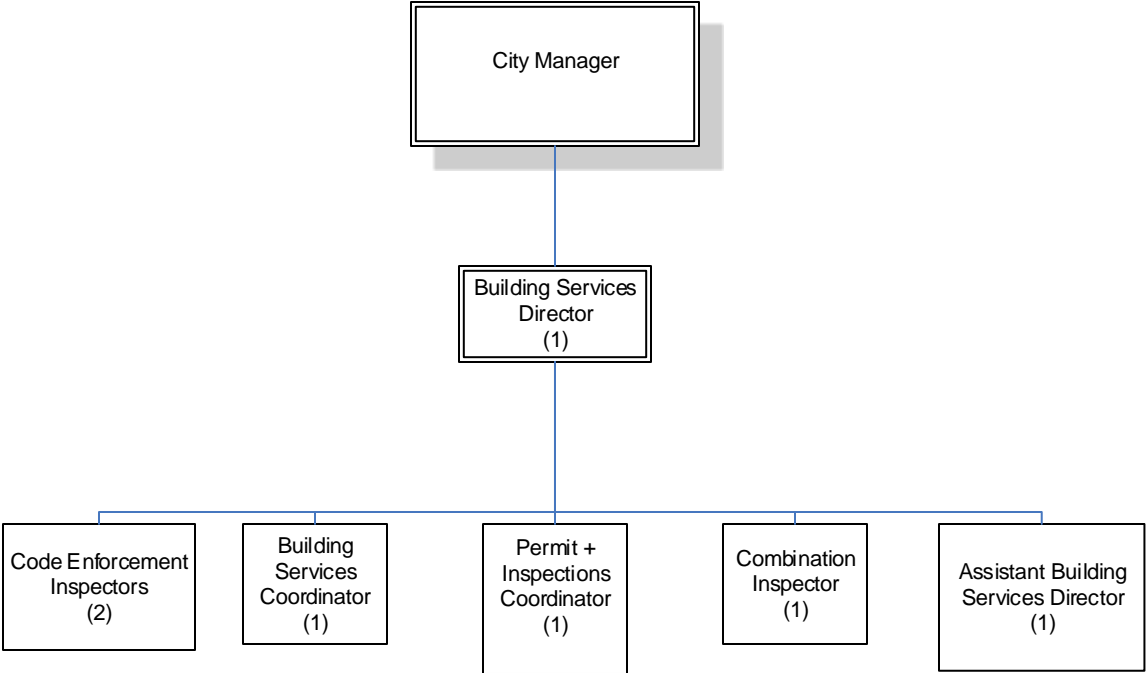 City Manager
Building Services
Director
(1)
Code Enforcement
Inspectors
(2)
Building
Services
Coordinator
(1)
Permit +
Inspections
Coordinator
(1)
Combination
Inspector
(1)
Assistant Building
Services Director
(1)